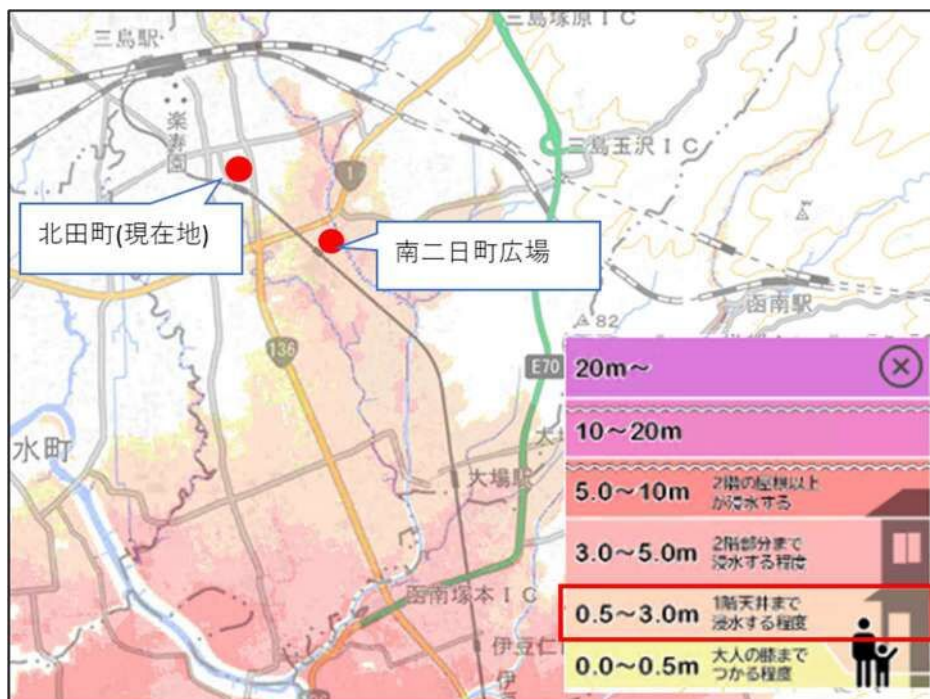 三島塚原IC
三島駅
楽寿園
三島玉沢IC
1
北田町(現在地)
南二日町広場
函南駅
82
136
E70
水町
大場駅
函南塚本IC
伊豆仁
20m～
10～20m
5.0～10m 2階の屋根以上
が浸水する
3.0～5.0m 2階部分まで
浸水する程度
0.5～3.0m 1階天井まで
浸水する程度
0.0～0.5m 大人の膝まで
つかる程度